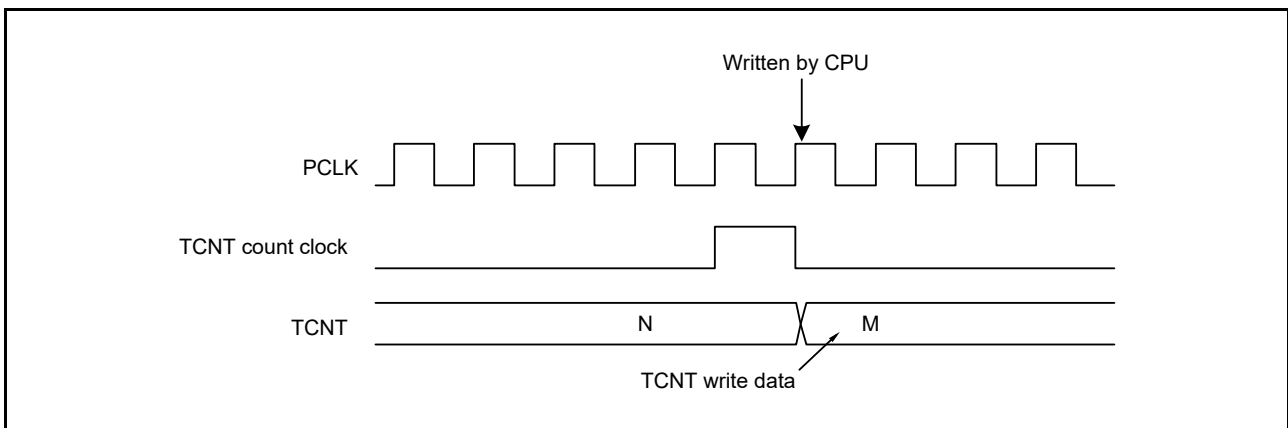 Written by CPU
PCLK
TCNT count clock
TCNT
N
M
TCNT write data